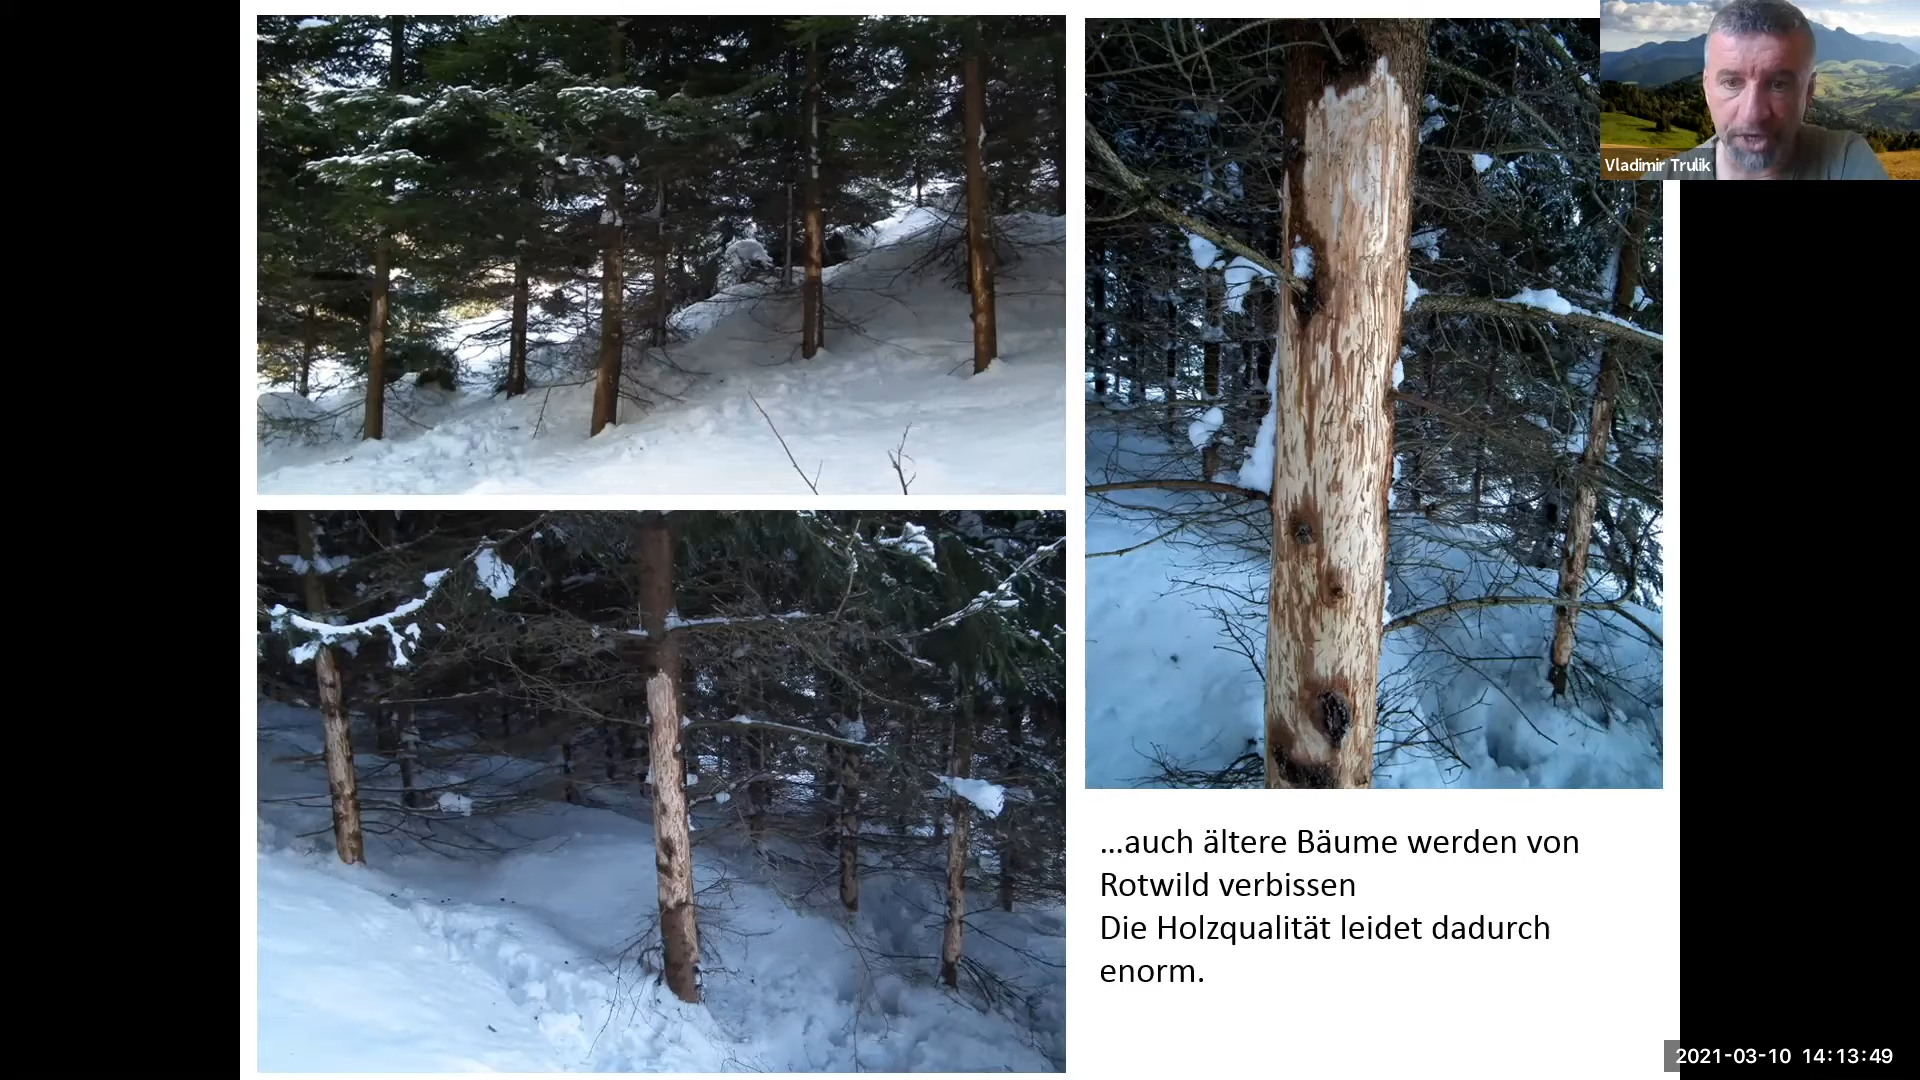 Vladimir Trulik
...auch ältere Bäume werden von
Rotwild verbissen
Die Holzqualität leidet dadurch
enorm.
2021-03-10 14:13:49